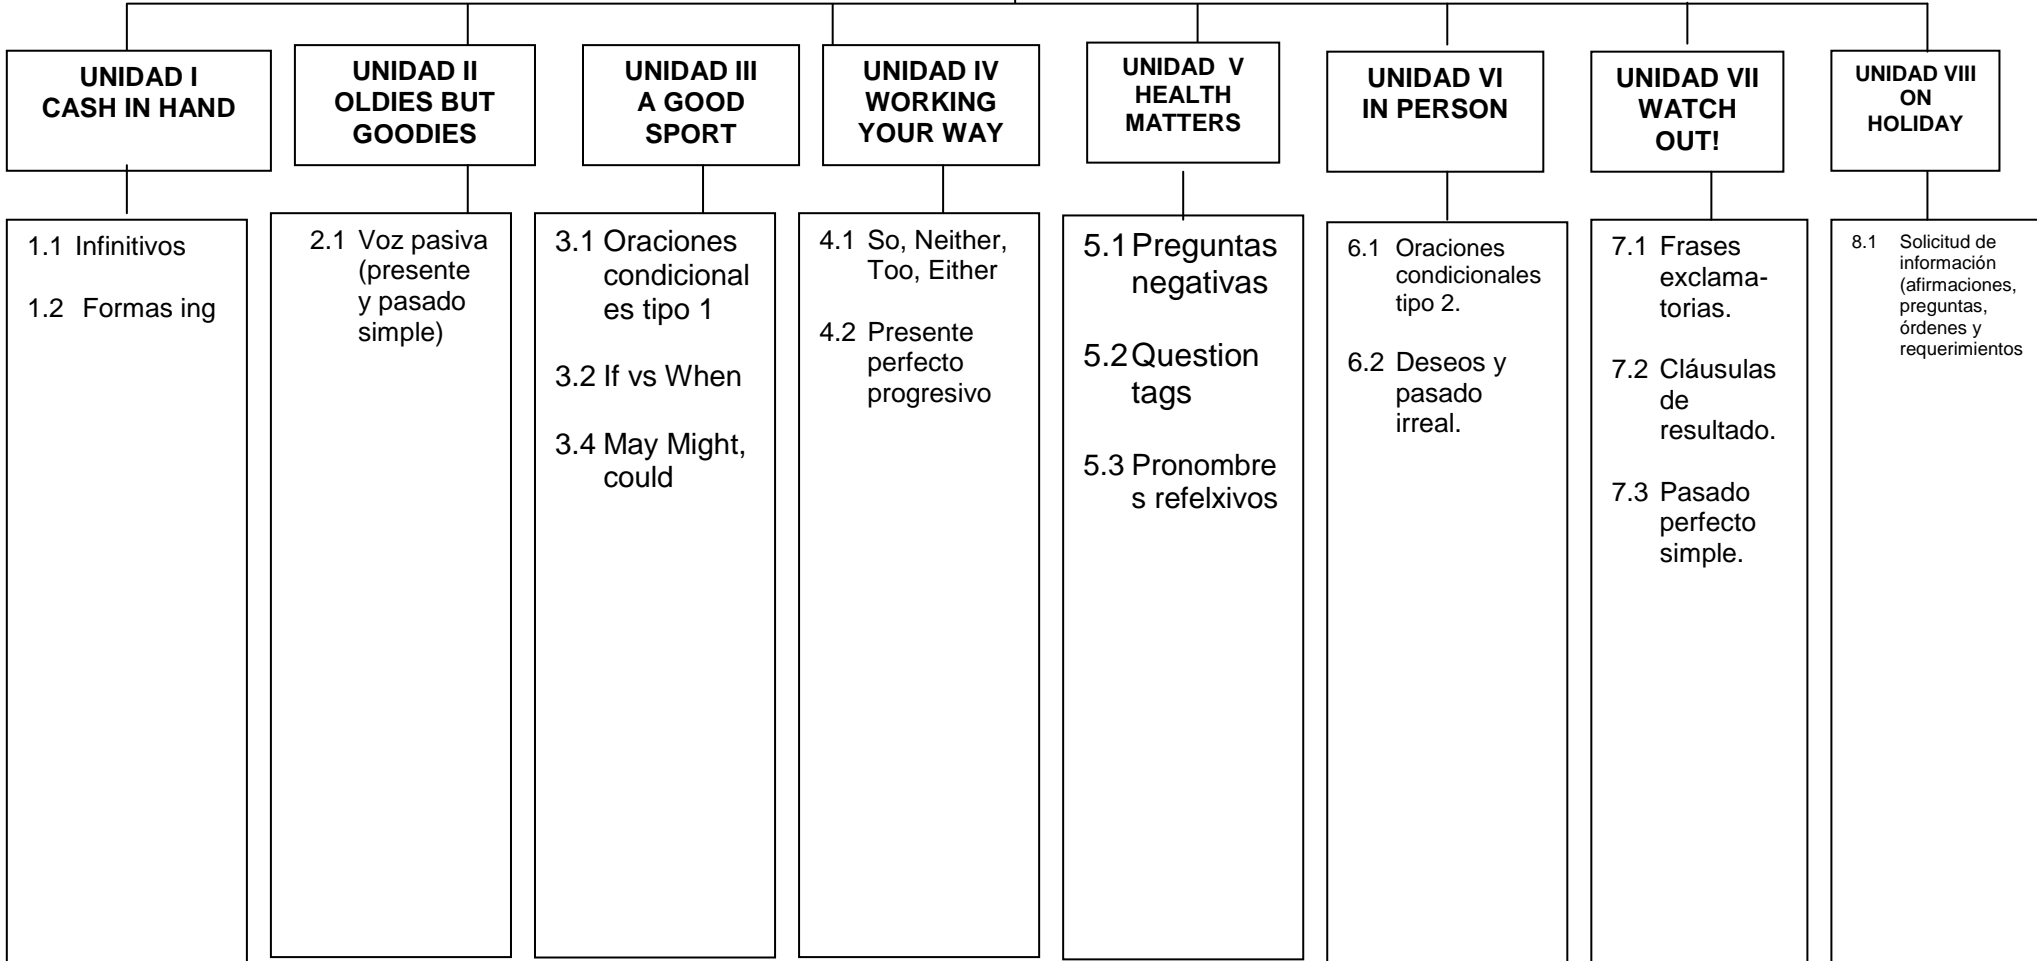 UNIDAD I
CASH IN HAND
UNIDAD II
OLDIES BUT
GOODIES
UNIDAD III
A GOOD
SPORT
UNIDAD IV
WORKING
YOUR WAY
UNIDAD V
HEALTH
MATTERS
UNIDAD VI
IN PERSON
UNIDAD VII
WATCH
OUT!
UNIDAD VIII
ON
HOLIDAY
1.1 Infinitivos
1.2 Formas ing
2.1 Voz pasiva
(presente
y pasado
simple)
3.1 Oraciones
condicional
es tipo 1
3.2 If vs When
3.4 May Might,
could
4.1 So, Neither,
Too, Either
4.2 Presente
perfecto
progresivo
5.1 Preguntas
negativas
5.2 Question
tags
5.3 Pronombre
s refelxivos
6.1 Oraciones
condicionales
tipo 2.
6.2 Deseos y
pasado
irreal.
7.1 Frases
exclama-
torias.
7.2 Cláusulas
de
resultado.
7.3 Pasado
perfecto
simple.
8.1 Solicitud de
información
(afirmaciones,
preguntas,
órdenes y
requerimientos